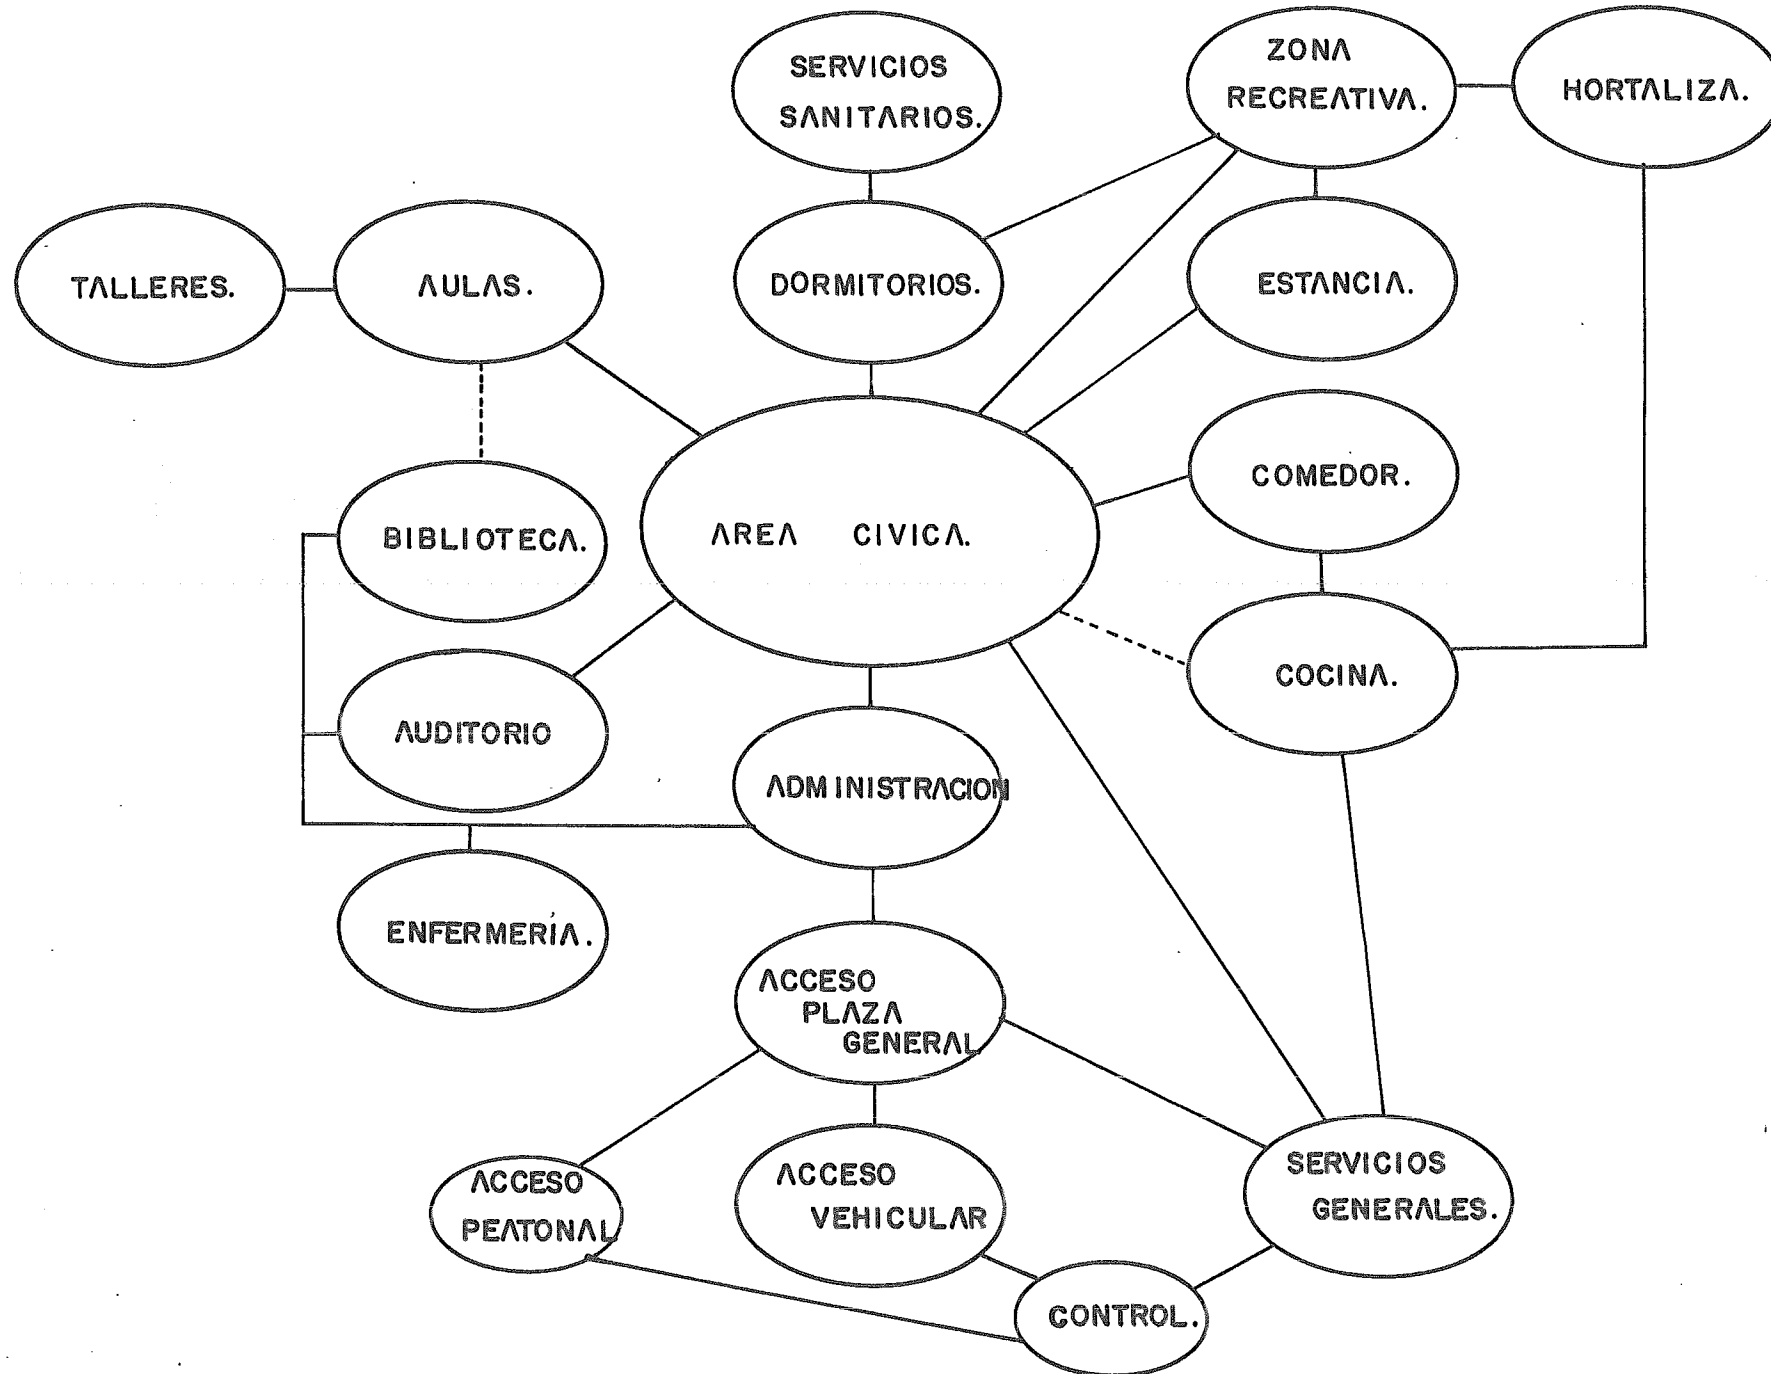 SERVICIOS
SANITARIOS.
ZONA
RECREATIVA.
HORTALIZA.
TALLERES.
AULAS.
DORMITORIOS.
ESTANCIA.
BIBLIOTECA.
AREA CIVICA.
COMEDOR.
AUDITORIO
COCINA.
ADMINISTRACION
ENFERMERÍA.
ACCESO
PLAZA
GENERAL
ACCESO
PEATONAL
ACCESO
VEHICULAR
SERVICIOS
GENERALES.
CONTROL.